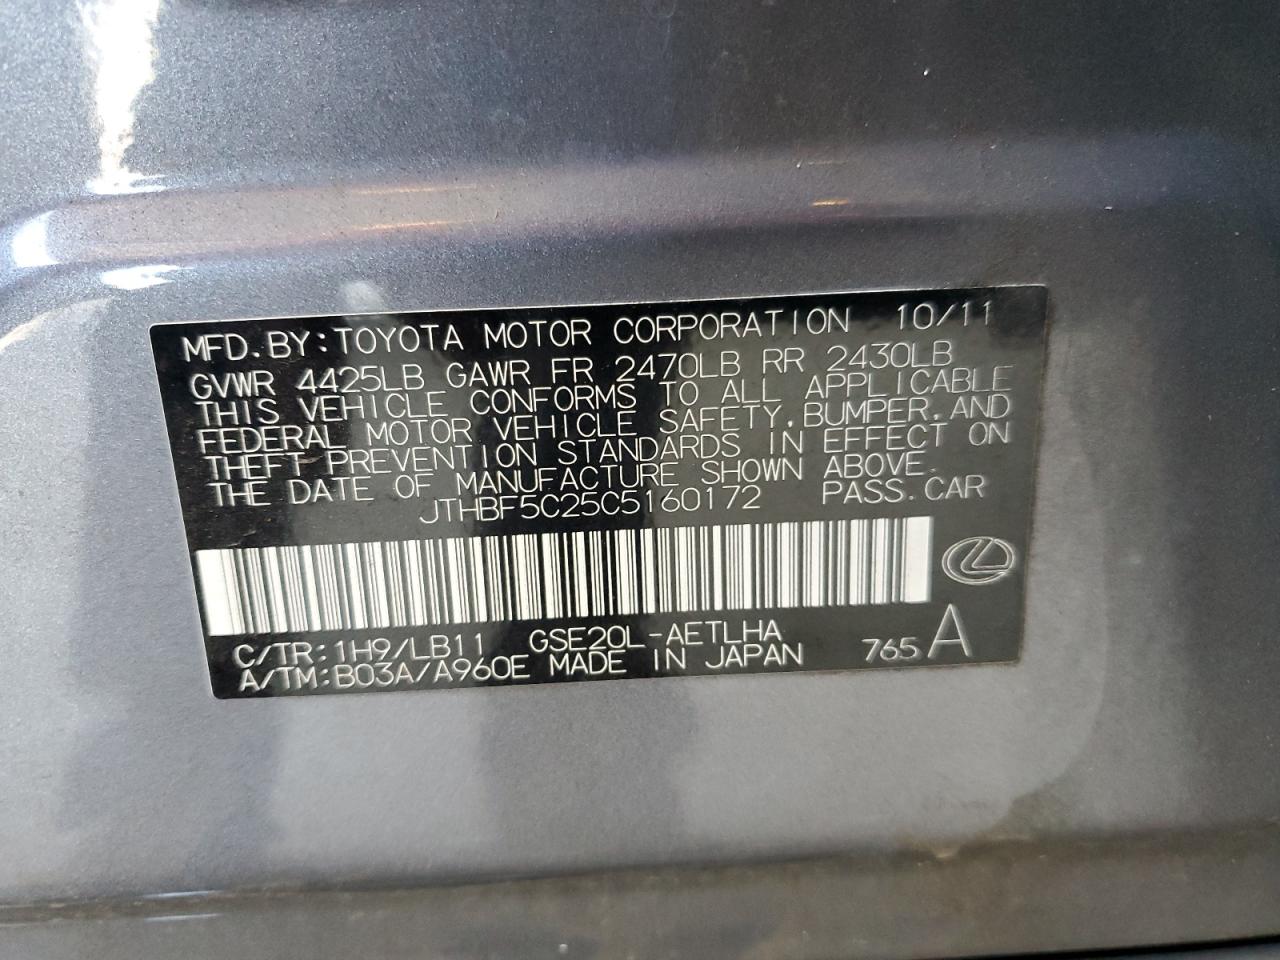 MFD. BY: TOYOTA MOTOR CORPORATION 10/11
GVWR 4425LB GAWR FR 2470LB RR 2430LB
THIS VEHICLE CONFORMS TO ALL APPLICABLE
FEDERAL MOTOR VEHICLE SAFETY, BUMPER, AND
THEFT PREVENTION STANDARDS IN EFFECT ON
THE DATE OF MANUFACTURE SHOWN ABOVE.
JTHBF5C25C5160172 PASS. CAR
C/TR: 1H9/LB11 GSE20L-AETLHA
A/TM: B03A/A960E MADE IN JAPAN 765 A